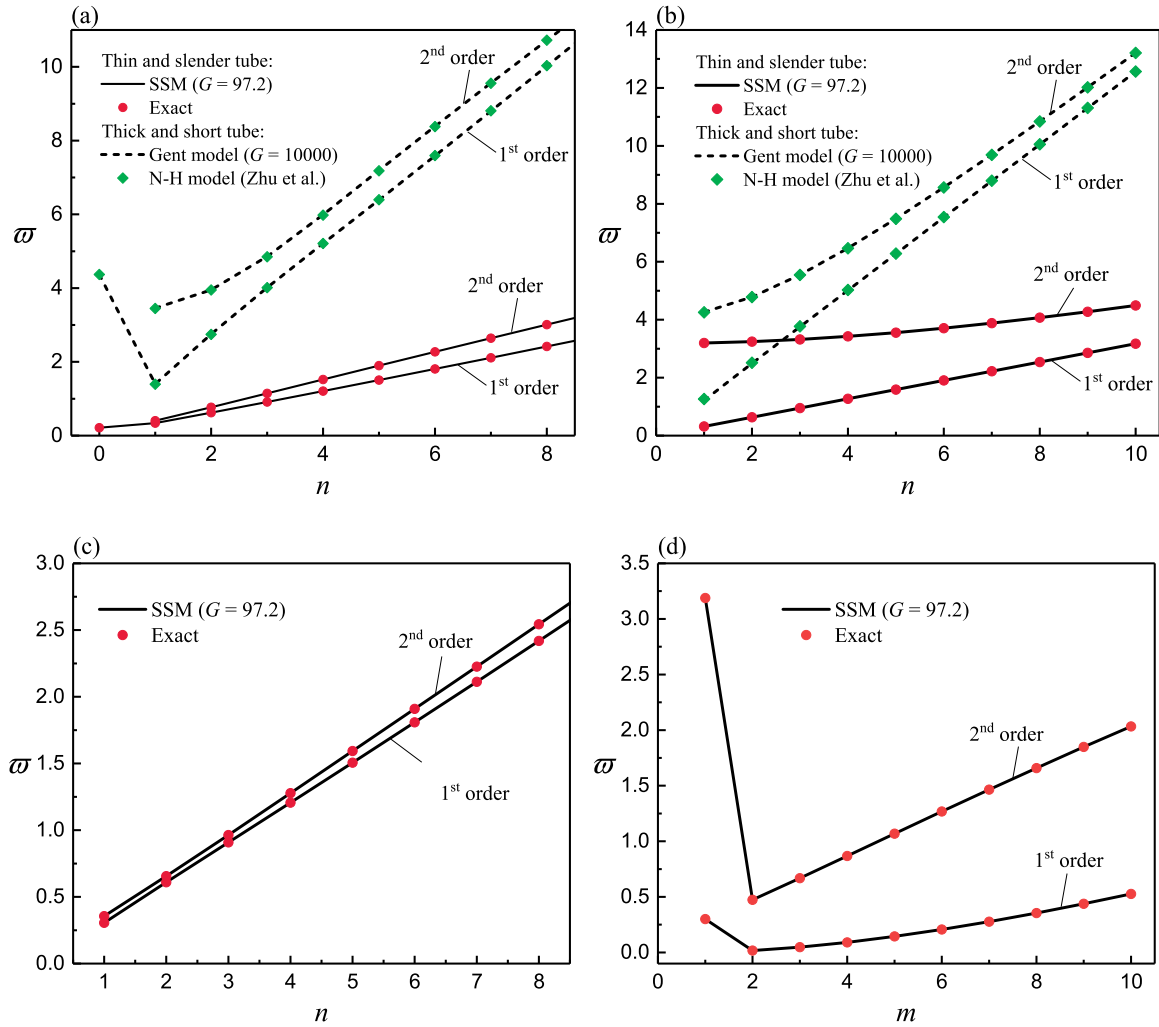 (a)
10
8
6
4
2
0
ϖ
Thin and slender tube:
SSM (G = 97.2)
Exact
Thick and short tube:
Gent model (G = 10000)
N-H model (Zhu et al.)
2nd order
1st order
2nd order
1st order
0 2 4 6 8
n
(b)
14
12
10
8
6
4
2
0
ϖ
Thin and slender tube:
SSM (G = 97.2)
Exact
Thick and short tube:
Gent model (G = 10000)
N-H model (Zhu et al.)
2nd order
1st order
2nd order
1st order
0 2 4 6 8 10
n
(c)
3.0
2.5
2.0
1.5
1.0
0.5
0.0
ϖ
SSM (G = 97.2)
Exact
2nd order
1st order
1 2 3 4 5 6 7 8
n
(d)
3.5
3.0
2.5
2.0
1.5
1.0
0.5
0.0
ϖ
SSM (G = 97.2)
Exact
2nd order
1st order
0 2 4 6 8 10
m